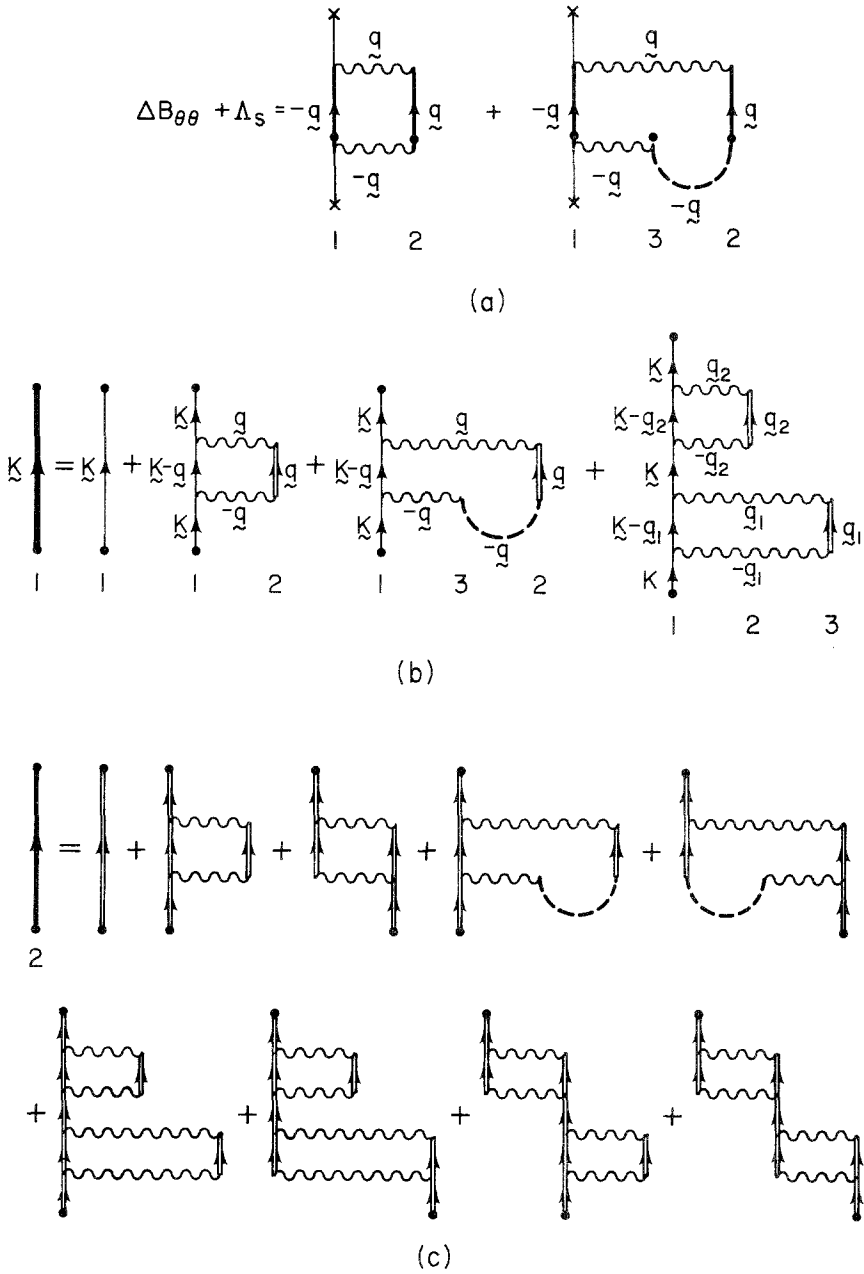 q q
ΔB_θθ + Λ_s = -q q + -q q
-q -q -q
1 2 1 3 2
(a)
K q₂
K q K q K-q₂ q₂
K = K + K-q q + K-q q + K -q₂
K -q K -q -q K-q₁ q₁ q₁
K -q₁
1 1 1 2 1 3 2 1 2 3
(b)
= + + + +
2
+ + + +
(c)